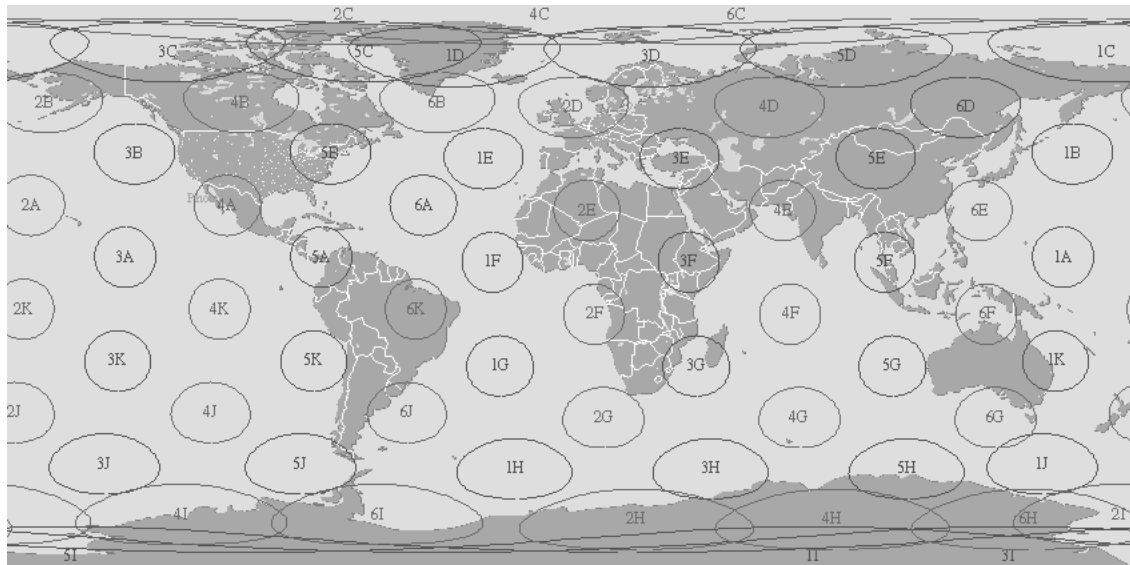 2C 4C 6C
3C 5C 1D 3D 5D 1C
2B 4B 6B 2D 4D 6D
3B 5B 1E 3E 5E 1B
2A 4A 6A 2E 4E 6E
3A 5A 1F 3F 5F 1A
2K 4K 6K 2F 4F 6F
3K 5K 1G 3G 5G 1K
2J 4J 6J 2G 4G 6G
3J 5J 1H 3H 5H 1J
4I 6I 2H 4H 6H 2I
5I 1I 3I